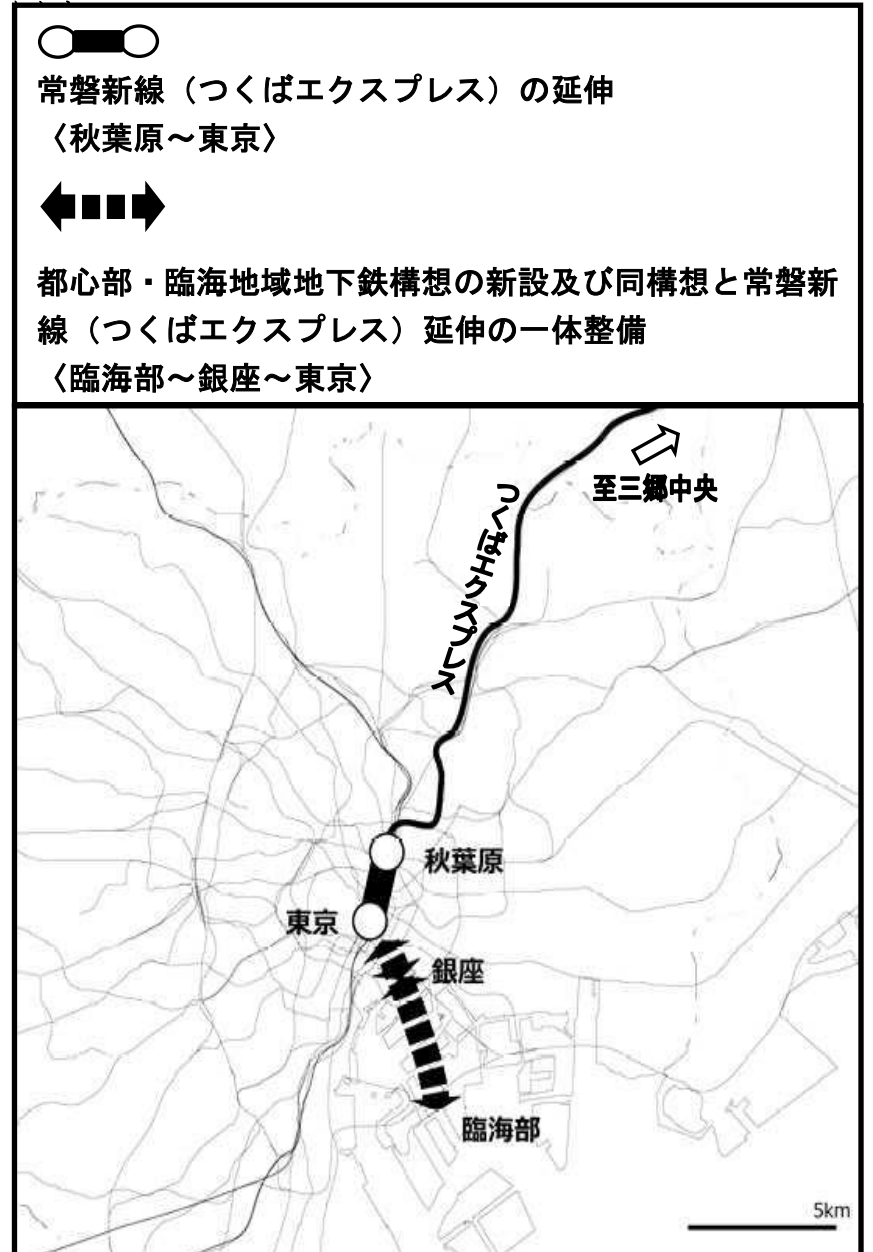 常磐新線（つくばエクスプレス）の延伸
〈秋葉原～東京〉
都心部・臨海地域地下鉄構想の新設及び同構想と常磐新
線（つくばエクスプレス）延伸の一体整備
〈臨海部～銀座～東京〉
至三郷中央
つくばエクスプレス
秋葉原
東京
銀座
臨海部
5km